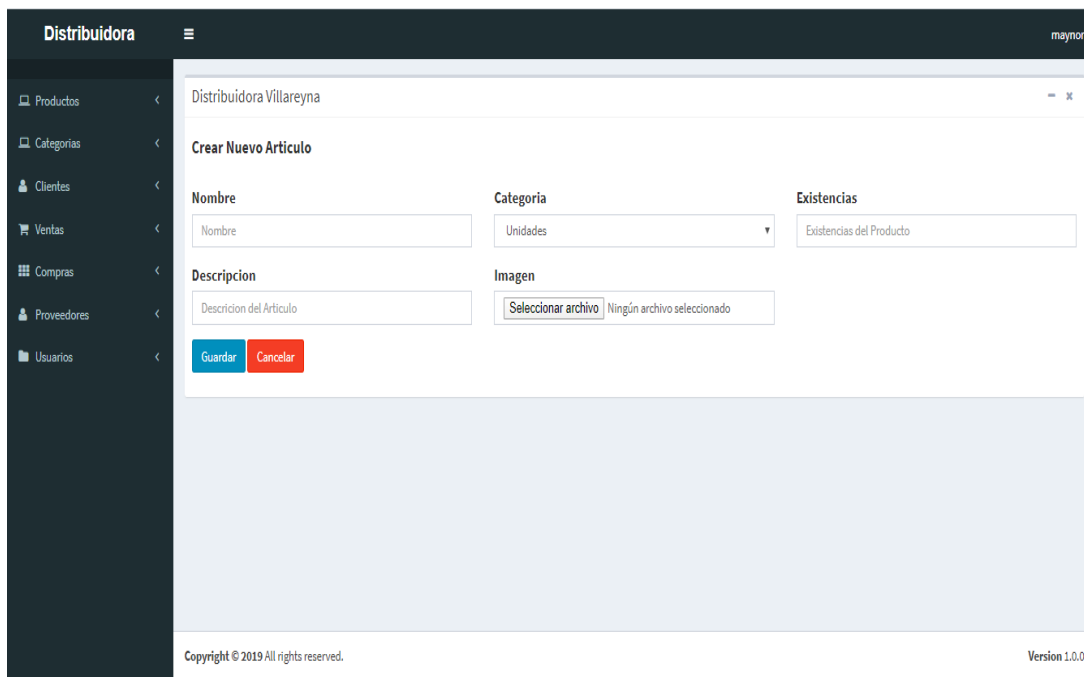 Distribuidora
maynor
Productos
Categorias
Clientes
Ventas
Compras
Proveedores
Usuarios
Distribuidora Villareyna
Crear Nuevo Articulo
Nombre
Categoria
Existencias
Nombre
Unidades
Existencias del Producto
Descripcion
Imagen
Descricion del Articulo
Seleccionar archivo Ningún archivo seleccionado
Guardar
Cancelar
Copyright © 2019 All rights reserved.
Version 1.0.0